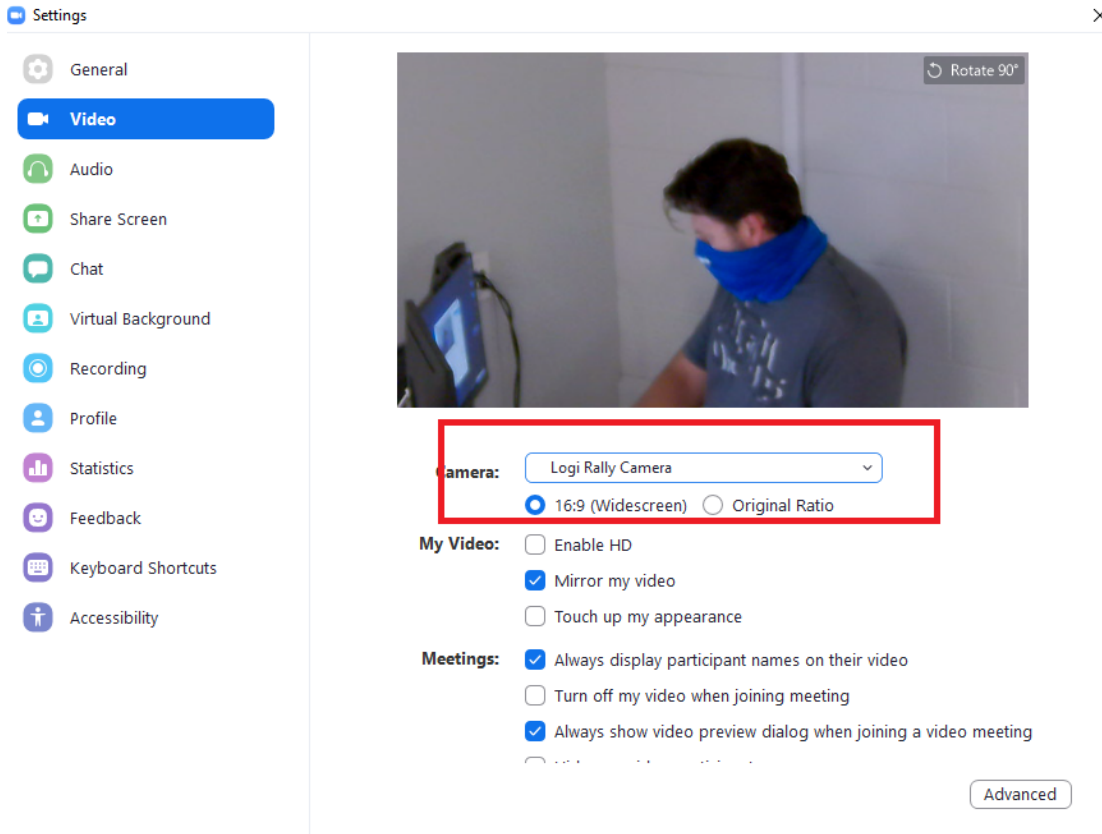 Settings
General
Video
Audio
Share Screen
Chat
Virtual Background
Recording
Profile
Statistics
Feedback
Keyboard Shortcuts
Accessibility
Rotate 90°
Camera: Logi Rally Camera
16:9 (Widescreen) Original Ratio
My Video: Enable HD
Mirror my video
Touch up my appearance
Meetings: Always display participant names on their video
Turn off my video when joining meeting
Always show video preview dialog when joining a video meeting
Advanced